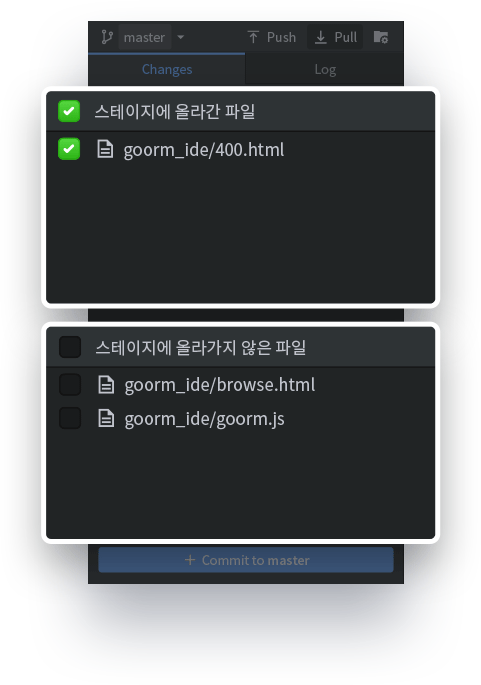 master Push Pull
Changes Log
스테이지에 올라간 파일
goorm_ide/400.html
스테이지에 올라가지 않은 파일
goorm_ide/browse.html
goorm_ide/goorm.js
+ Commit to master